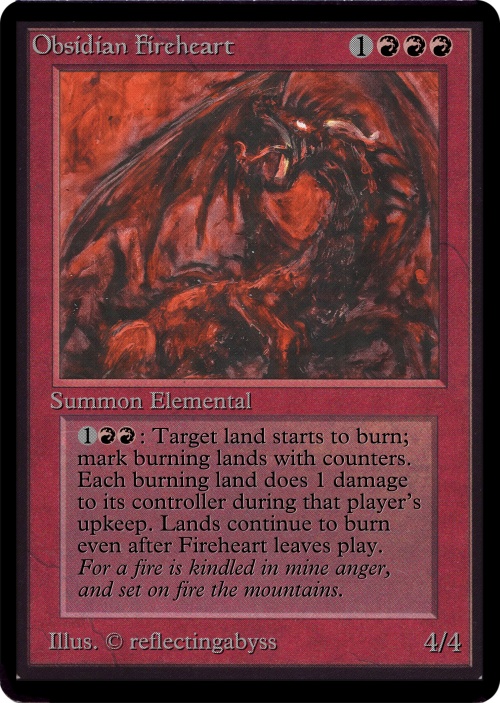 Obsidian Fireheart
1
1 : Target land starts to burn;
mark burning lands with counters.
Each burning land does 1 damage
to its controller during that player's
upkeep. Lands continue to burn
even after Fireheart leaves play.
For a fire is kindled in mine anger,
and set on fire the mountains.
Summon Elemental
Illus. © reflectingabyss
4/4